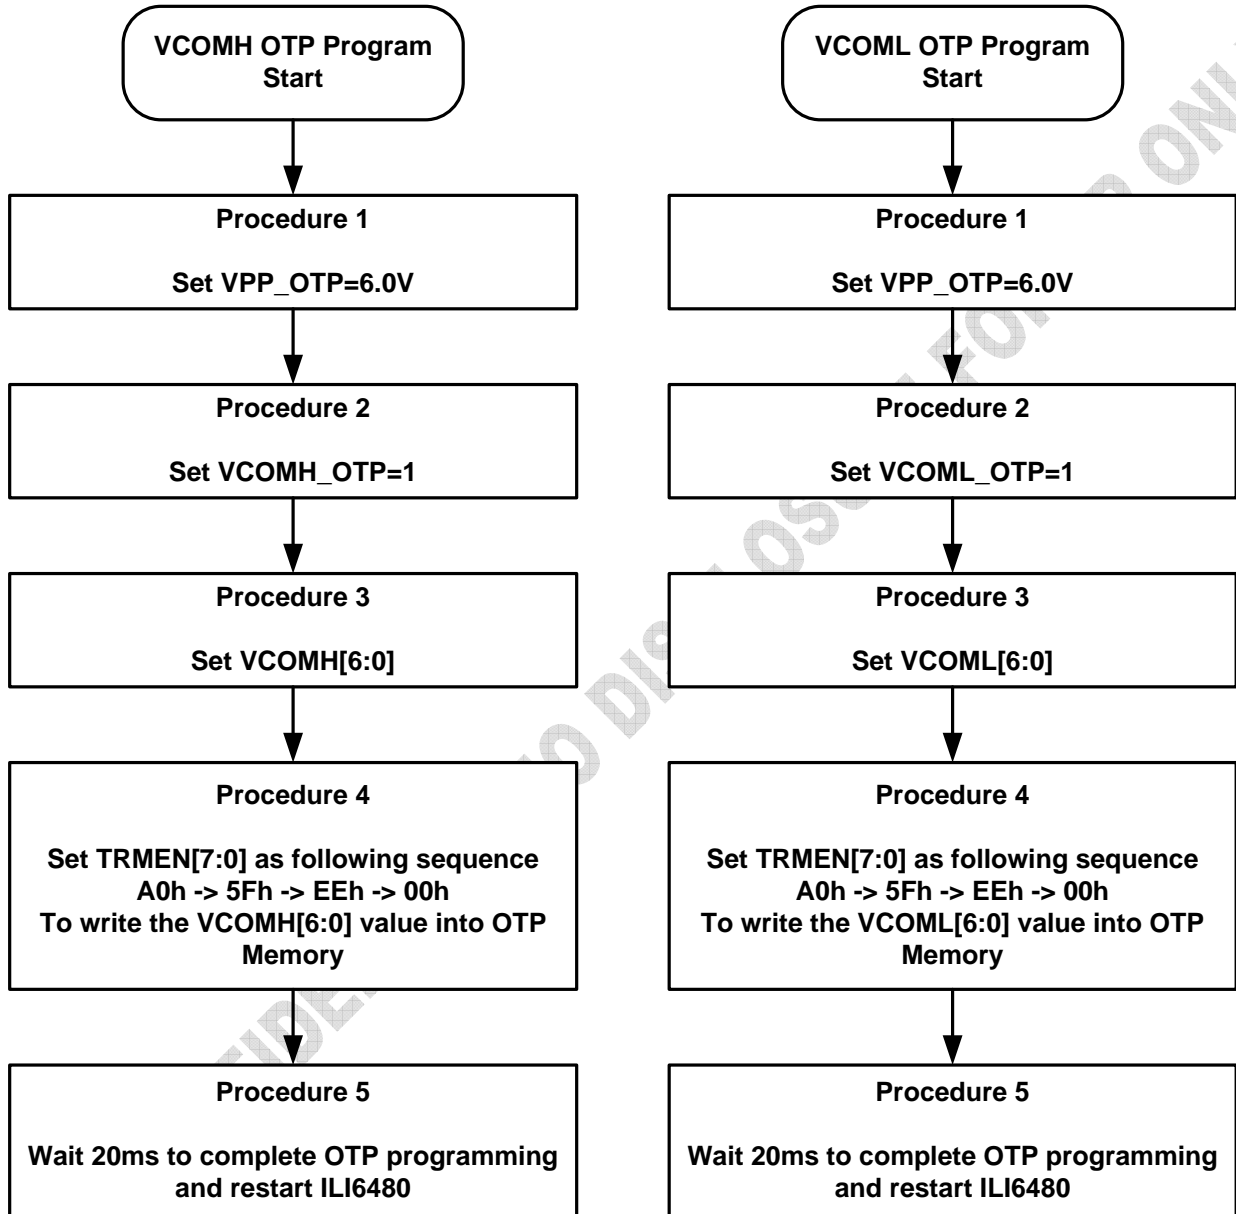 VCOMH OTP Program
Start
Procedure 1
Set VPP_OTP=6.0V
Procedure 2
Set VCOMH_OTP=1
Procedure 3
Set VCOMH[6:0]
Procedure 4
Set TRMEN[7:0] as following sequence
A0h -> 5Fh -> EEh -> 00h
To write the VCOMH[6:0] value into OTP
Memory
Procedure 5
Wait 20ms to complete OTP programming
and restart ILI6480
VCOML OTP Program
Start
Procedure 1
Set VPP_OTP=6.0V
Procedure 2
Set VCOML_OTP=1
Procedure 3
Set VCOML[6:0]
Procedure 4
Set TRMEN[7:0] as following sequence
A0h -> 5Fh -> EEh -> 00h
To write the VCOML[6:0] value into OTP
Memory
Procedure 5
Wait 20ms to complete OTP programming
and restart ILI6480